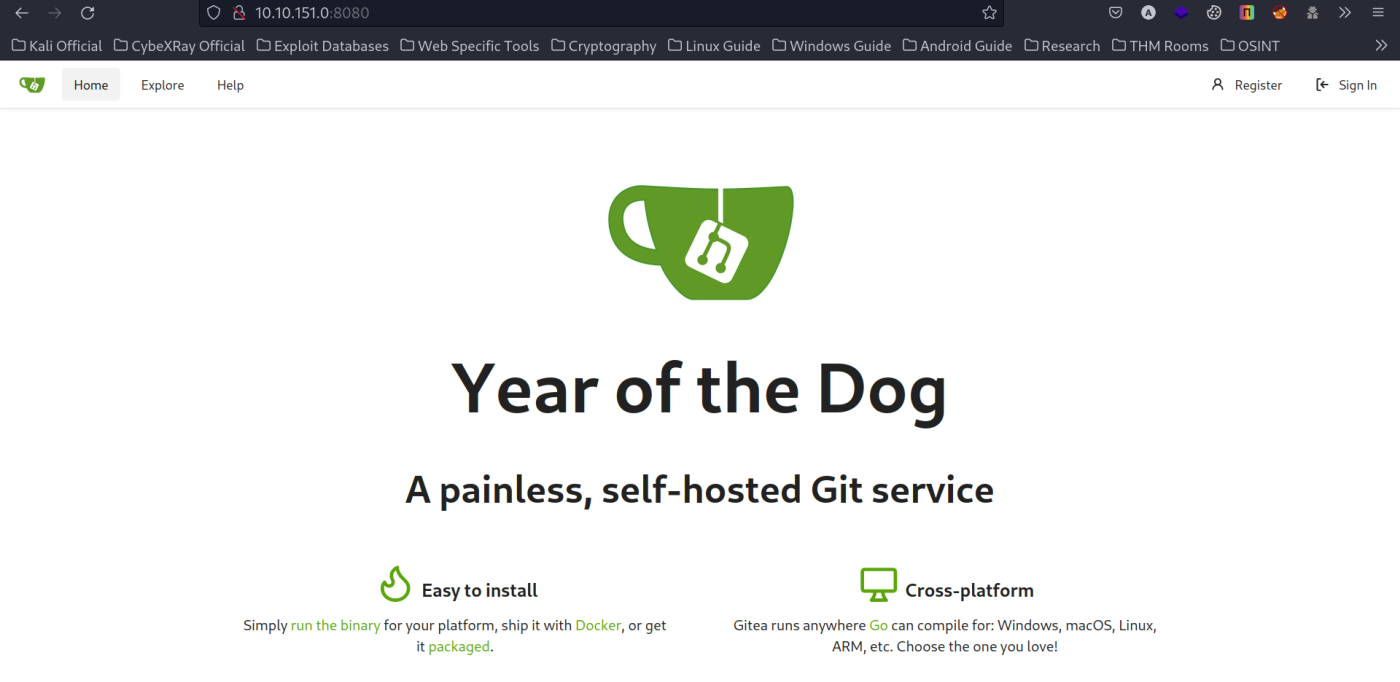 10.10.151.0:8080
Kali Official CybeXRay Official Exploit Databases Web Specific Tools Cryptography Linux Guide Windows Guide Android Guide Research THM Rooms OSINT
Home Explore Help Register Sign In
Year of the Dog
A painless, self-hosted Git service
Easy to install
Simply run the binary for your platform, ship it with Docker, or get
it packaged.
Cross-platform
Gitea runs anywhere Go can compile for: Windows, macOS, Linux,
ARM, etc. Choose the one you love!